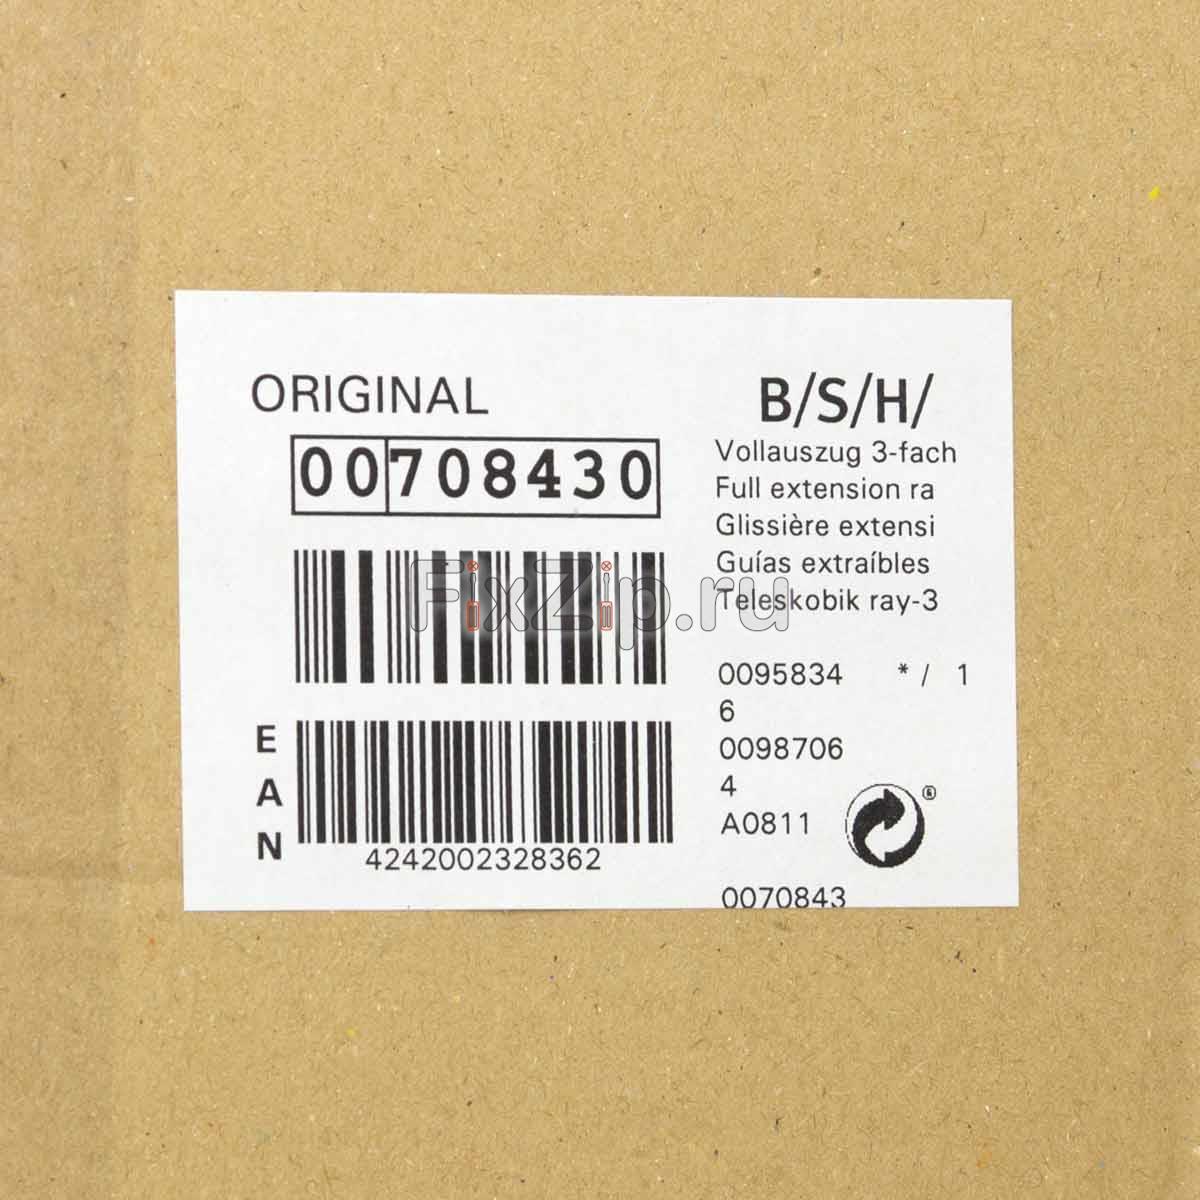 ORIGINAL
B/S/H/
00708430
Vollauszug 3-fach
Full extension ra
Glissière extensi
Guías extraíbles
Teleskobik ray-3
FixZip.ru
0095834 * / 1
6
0098706
4
A0811
0070843
EAN
4242002328362